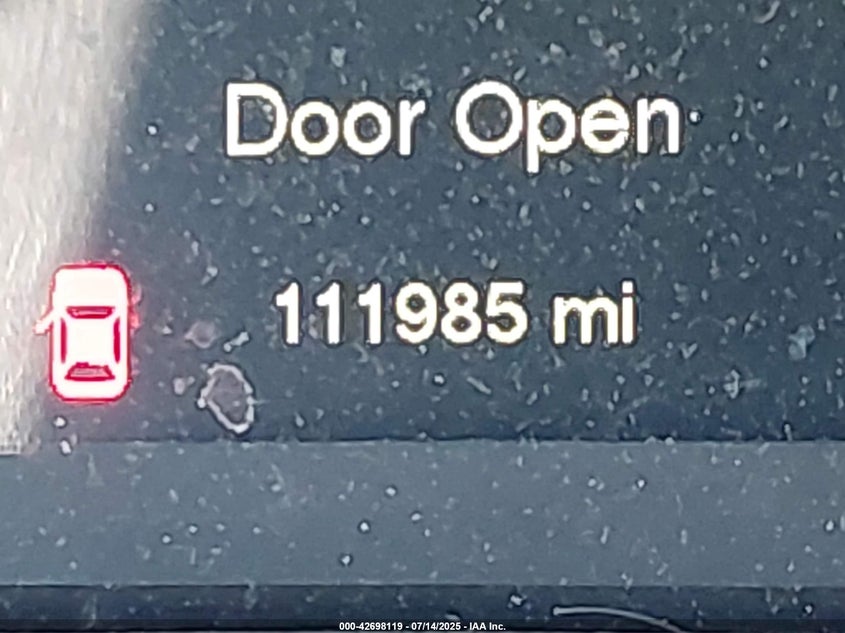 Door Open
111985 mi
000-42698119 - 07/14/2025 - IAA Inc.